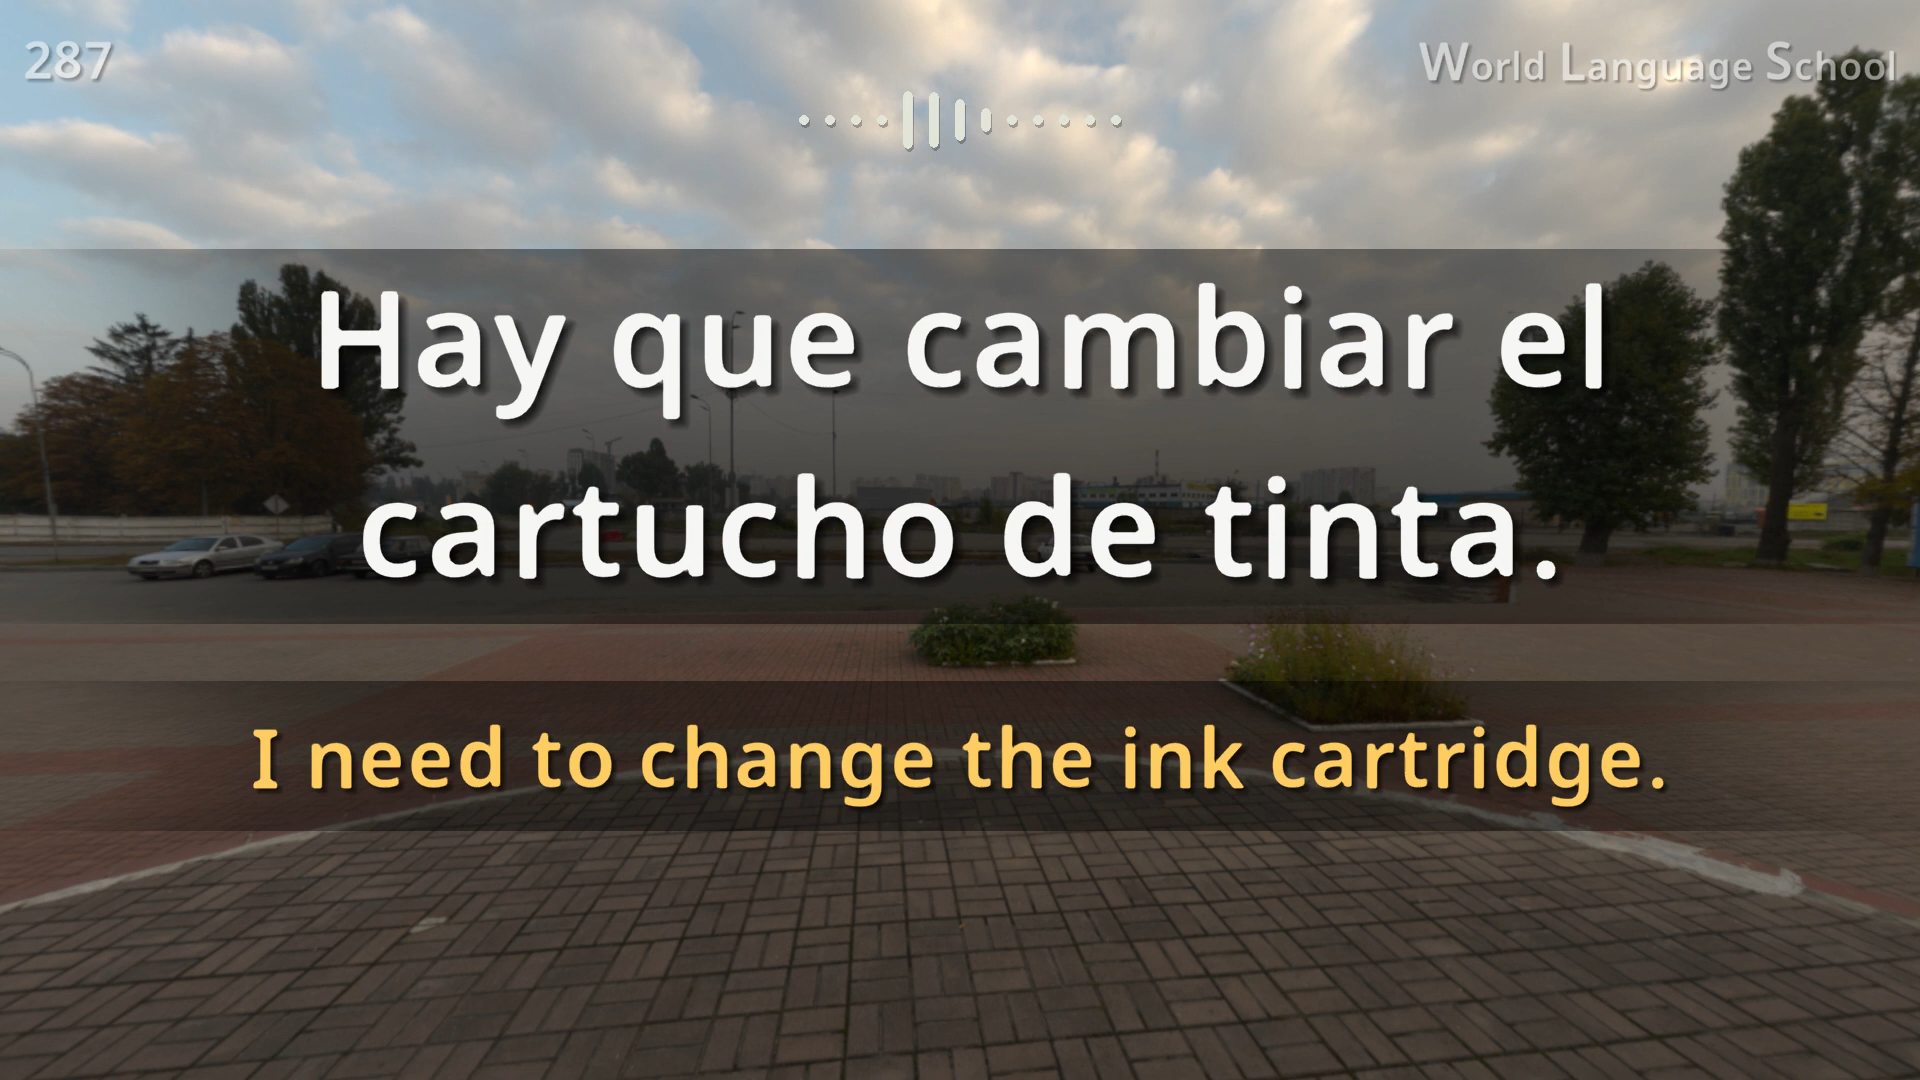 287
World Language School
Hay que cambiar el
cartucho de tinta.
I need to change the ink cartridge.